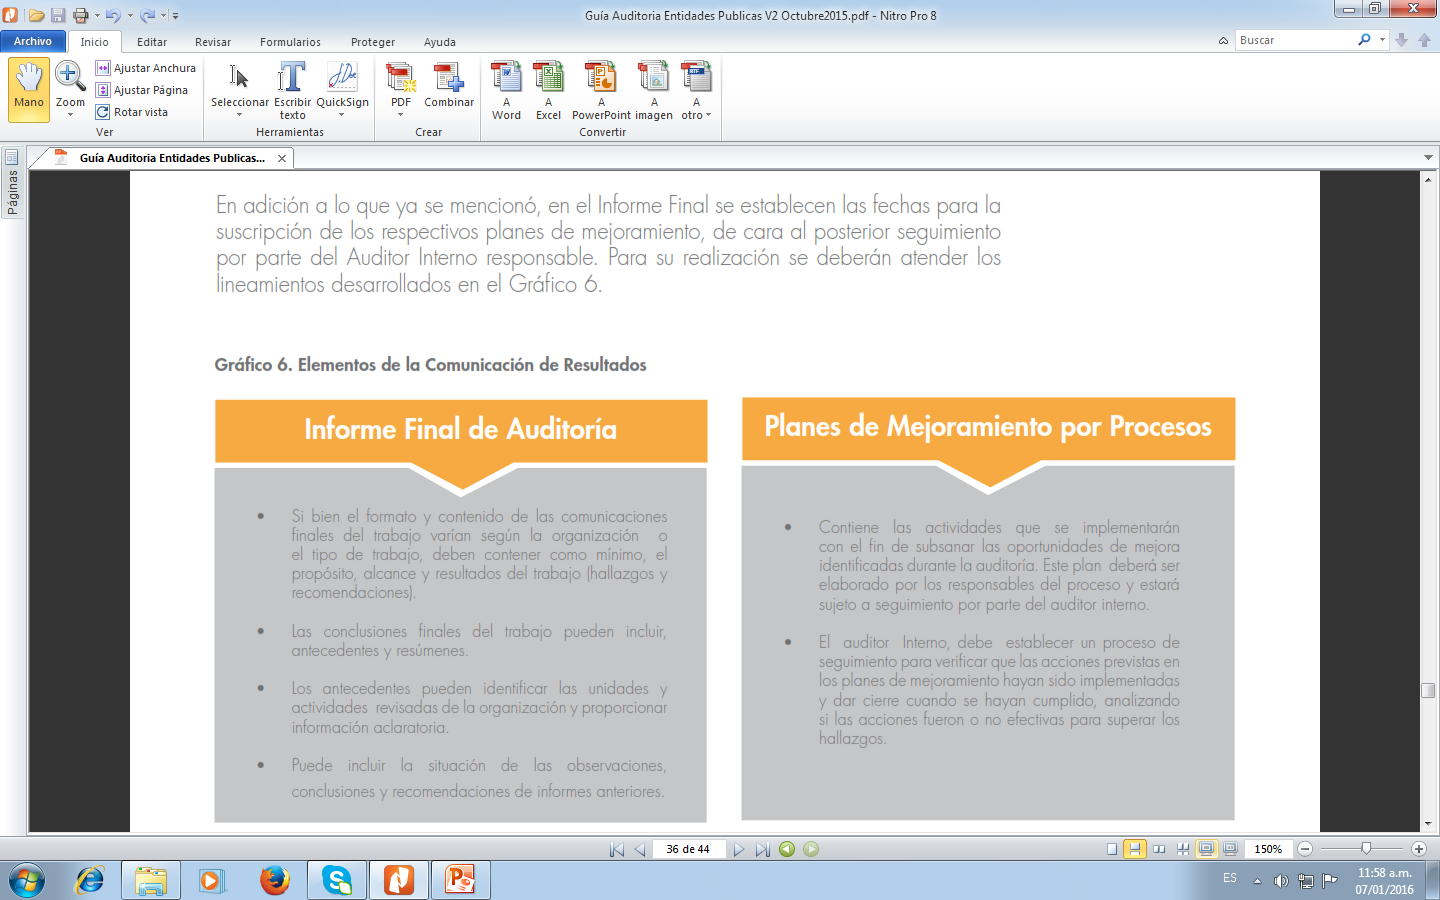 Guía Auditoria Entidades Publicas V2 Octubre2015.pdf - Nitro Pro 8
Archivo
Inicio
Editar
Revisar
Formularios
Proteger
Ayuda
Buscar
Mano
Zoom
Ajustar Anchura
Ajustar Página
Rotar vista
Ver
Seleccionar
Escribir
texto
QuickSign
Herramientas
PDF
Combinar
Crear
A
Word
A
Excel
A
PowerPoint
A
imagen
A
otro
Convertir
Guía Auditoria Entidades Publicas...
Páginas
En adición a lo que ya se mencionó, en el Informe Final se establecen las fechas para la
suscripción de los respectivos planes de mejoramiento, de cara al posterior seguimiento
por parte del Auditor Interno responsable. Para su realización se deberán atender los
lineamientos desarrollados en el Gráfico 6.
Gráfico 6. Elementos de la Comunicación de Resultados
Informe Final de Auditoría
• Si bien el formato y contenido de las comunicaciones
finales del trabajo varían según la organización o
el tipo de trabajo, deben contener como mínimo, el
propósito, alcance y resultados del trabajo (hallazgos y
recomendaciones).
• Las conclusiones finales del trabajo pueden incluir,
antecedentes y resúmenes.
• Los antecedentes pueden identificar las unidades y
actividades revisadas de la organización y proporcionar
información aclaratoria.
• Puede incluir la situación de las observaciones,
conclusiones y recomendaciones de informes anteriores.
Planes de Mejoramiento por Procesos
• Contiene las actividades que se implementarán
con el fin de subsanar las oportunidades de mejora
identificadas durante la auditoría. Este plan deberá ser
elaborado por los responsables del proceso y estará
sujeto a seguimiento por parte del auditor interno.
• El auditor Interno, debe establecer un proceso de
seguimiento para verificar que las acciones previstas en
los planes de mejoramiento hayan sido implementadas
y dar cierre cuando se hayan cumplido, analizando
si las acciones fueron o no efectivas para superar los
hallazgos.
36 de 44
150%
ES
11:58 a.m.
07/01/2016